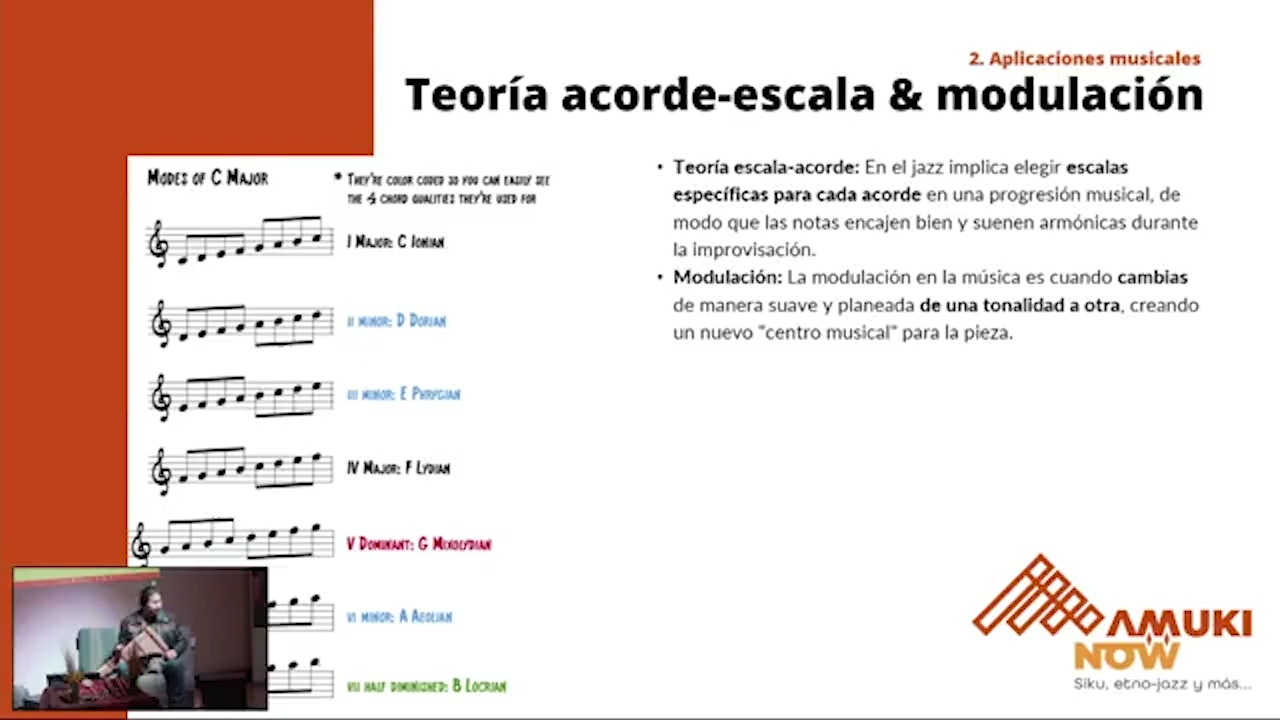 2. Aplicaciones musicales
Teoría acorde-escala & modulación
Modes of C Major
* They're color coded so you can easily see
the 4 chord qualities they're used for
I Major: C Ionian
ii minor: D Dorian
iii minor: E Phrygian
IV Major: F Lydian
V Dominant: G Mixolydian
vi minor: A Aeolian
vii half diminished: B Locrian
• Teoría escala-acorde: En el jazz implica elegir escalas
específicas para cada acorde en una progresión musical, de
modo que las notas encajen bien y suenen armónicas durante
la improvisación.
• Modulación: La modulación en la música es cuando cambias
de manera suave y planeada de una tonalidad a otra, creando
un nuevo "centro musical" para la pieza.
AMUKI
NOW
Siku, etno-jazz y más...